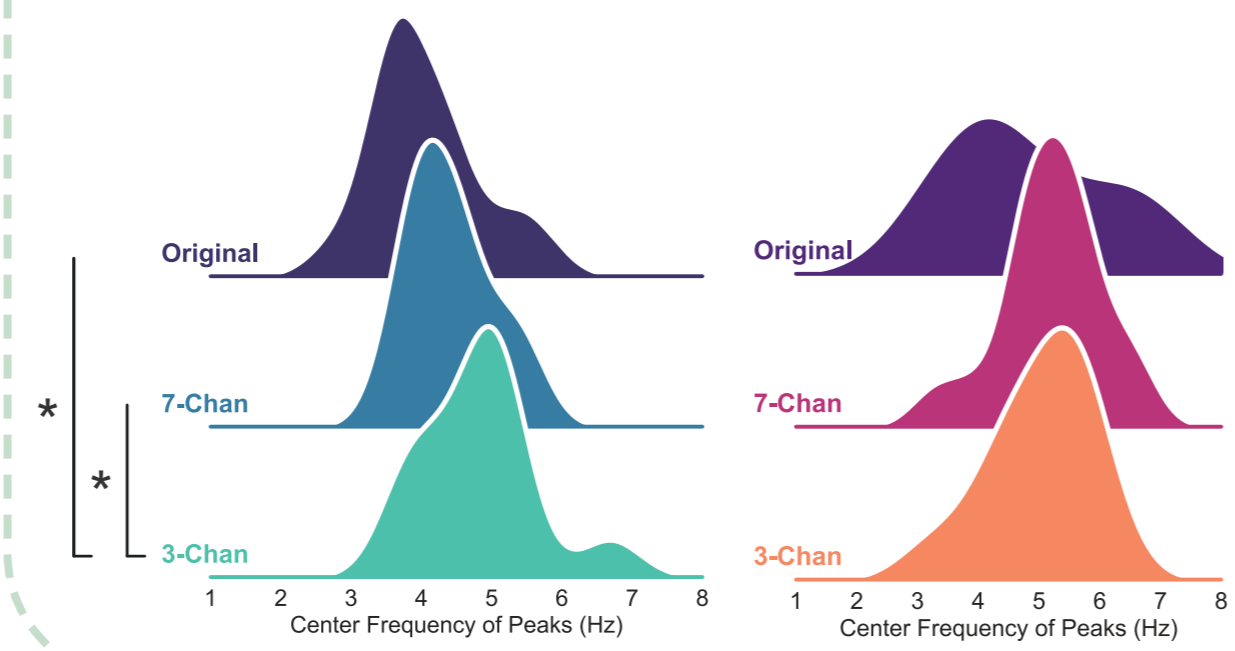 Original
*
7-Chan
*
3-Chan
1 2 3 4 5 6 7 8
Center Frequency of Peaks (Hz)
Original
7-Chan
3-Chan
1 2 3 4 5 6 7 8
Center Frequency of Peaks (Hz)